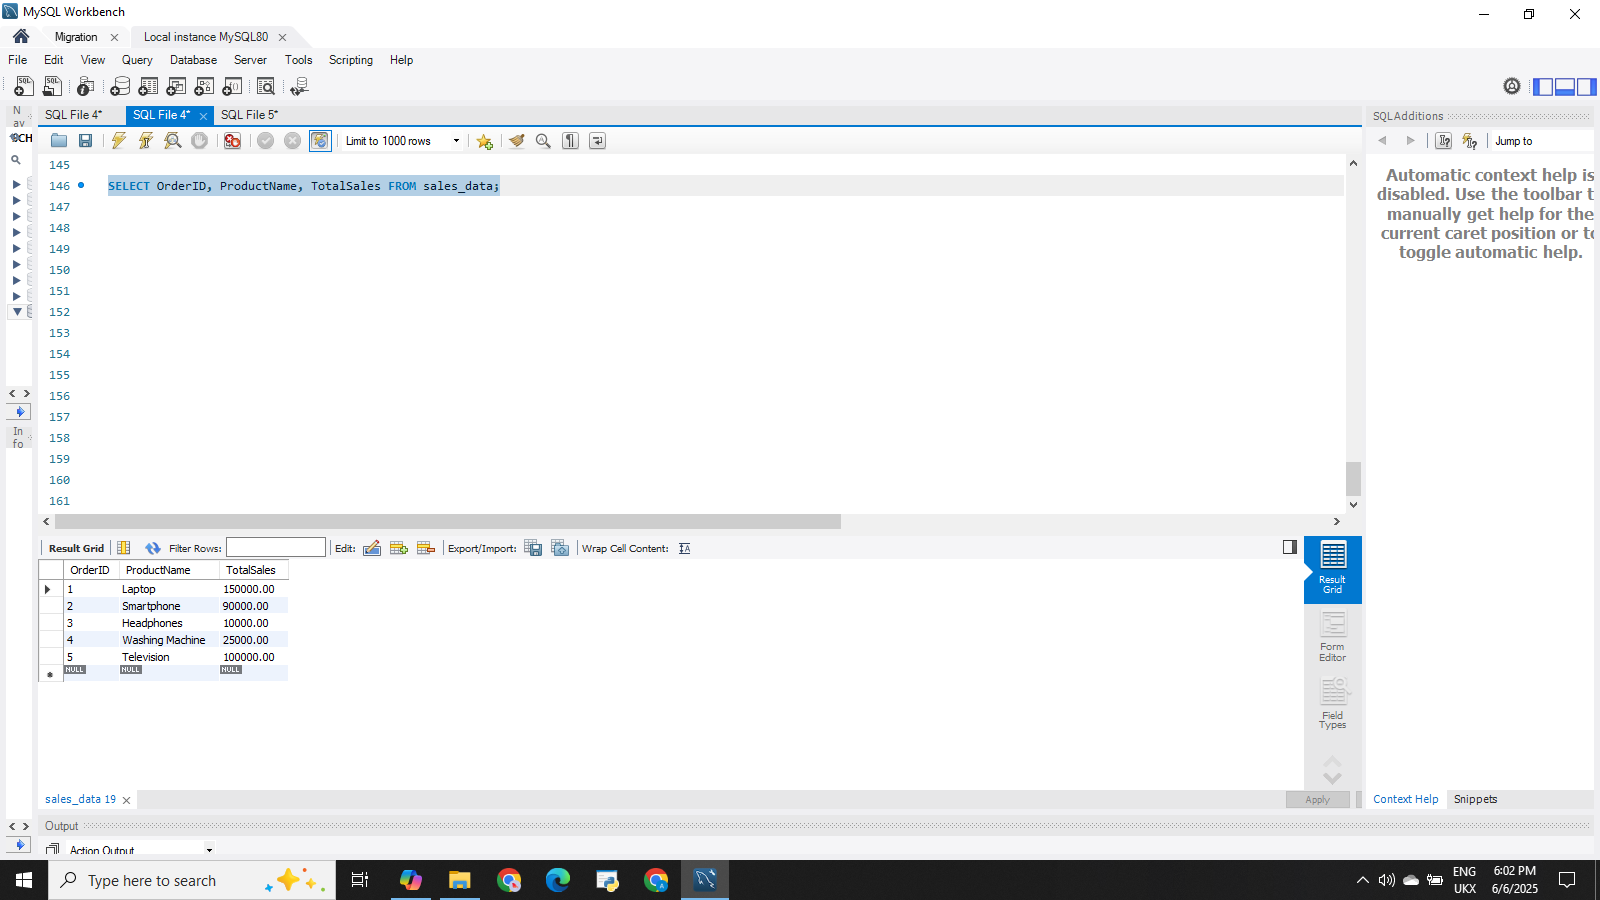 MySQL Workbench
Migration
Local instance MySQL80
File Edit View Query Database Server Tools Scripting Help
N
av
SQL File 4*
SQL File 4*
SQL File 5*
SQLAdditions
CH
Limit to 1000 rows
Jump to
145
146 SELECT OrderID, ProductName, TotalSales FROM sales_data;
147
148
149
150
151
152
153
154
155
156
157
158
159
160
161
In
fo
Automatic context help is
disabled. Use the toolbar t
manually get help for the
current caret position or to
toggle automatic help.
Result Grid Filter Rows: Edit: Export/Import: Wrap Cell Content:
OrderID ProductName TotalSales
1 Laptop 150000.00
2 Smartphone 90000.00
3 Headphones 10000.00
4 Washing Machine 25000.00
5 Television 100000.00
NULL NULL NULL
Result
Grid
Form
Editor
Field
Types
sales_data 19
Apply
Context Help Snippets
Output
Action Output
Type here to search
ENG
UKX
6:02 PM
6/6/2025